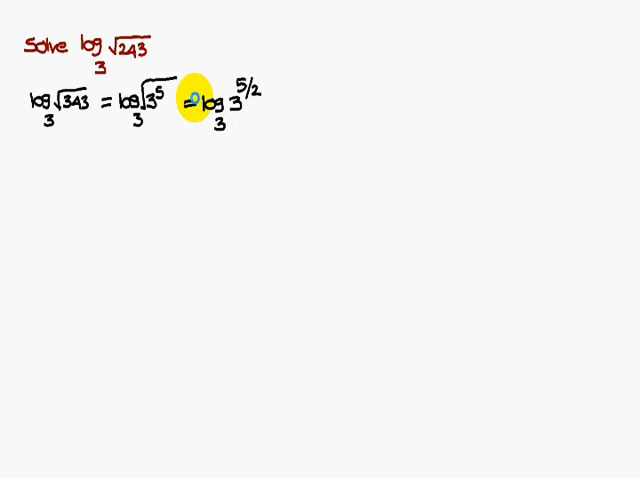 Solve log₃ √243
log₃ √343 = log₃ √3⁵ = log₃ 3^5/2